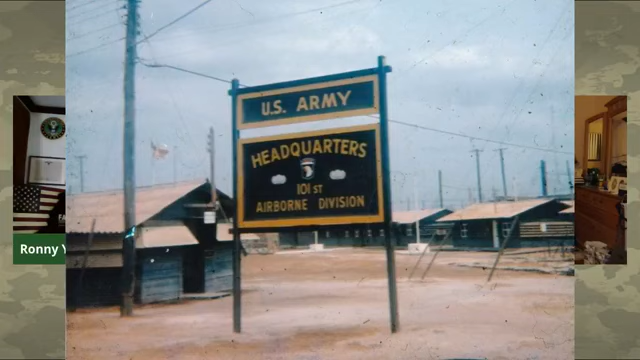 U.S. ARMY
HEADQUARTERS
101ST
AIRBORNE DIVISION
Ronny Y